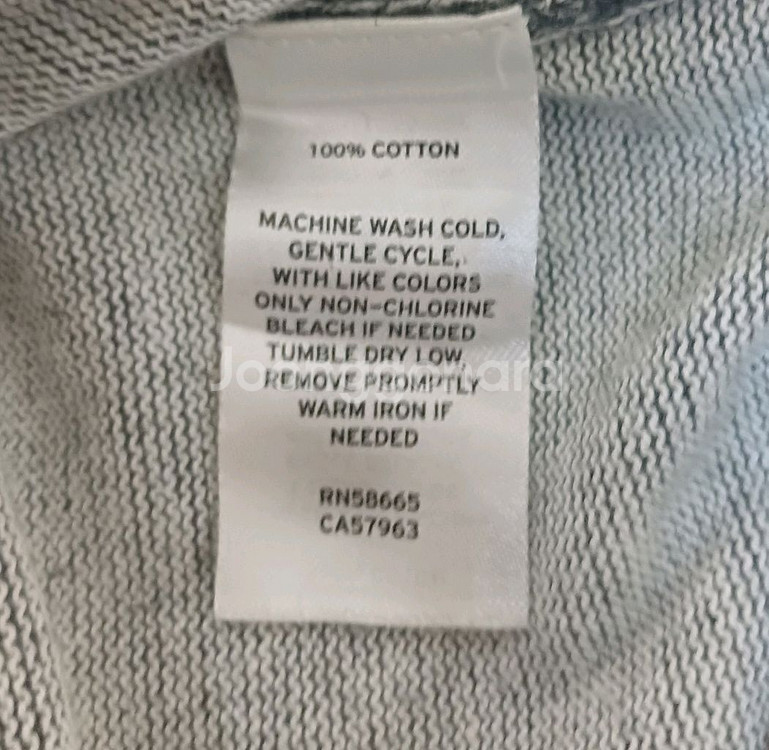 100% COTTON
MACHINE WASH COLD,
GENTLE CYCLE,
WITH LIKE COLORS
ONLY NON-CHLORINE
BLEACH IF NEEDED
TUMBLE DRY LOW,
REMOVE PROMPTLY
WARM IRON IF
NEEDED
RN58665
CA57963
Joonggonara